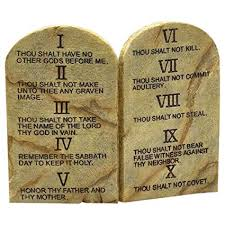 I
THOU SHALT HAVE NO
OTHER GODS BEFORE ME.
II
THOU SHALT NOT MAKE
UNTO THEE ANY GRAVEN
IMAGE.
III
THOU SHALT NOT TAKE
THE NAME OF THE LORD
THY GOD IN VAIN.
IV
REMEMBER THE SABBATH
DAY TO KEEP IT HOLY.
V
HONOR THY FATHER AND
THY MOTHER.
VI
THOU SHALT NOT KILL.
VII
THOU SHALT NOT COMMIT
ADULTERY.
VIII
THOU SHALT NOT STEAL.
IX
THOU SHALT NOT BEAR
FALSE WITNESS AGAINST
THY NEIGHBOR.
X
THOU SHALT NOT COVET.